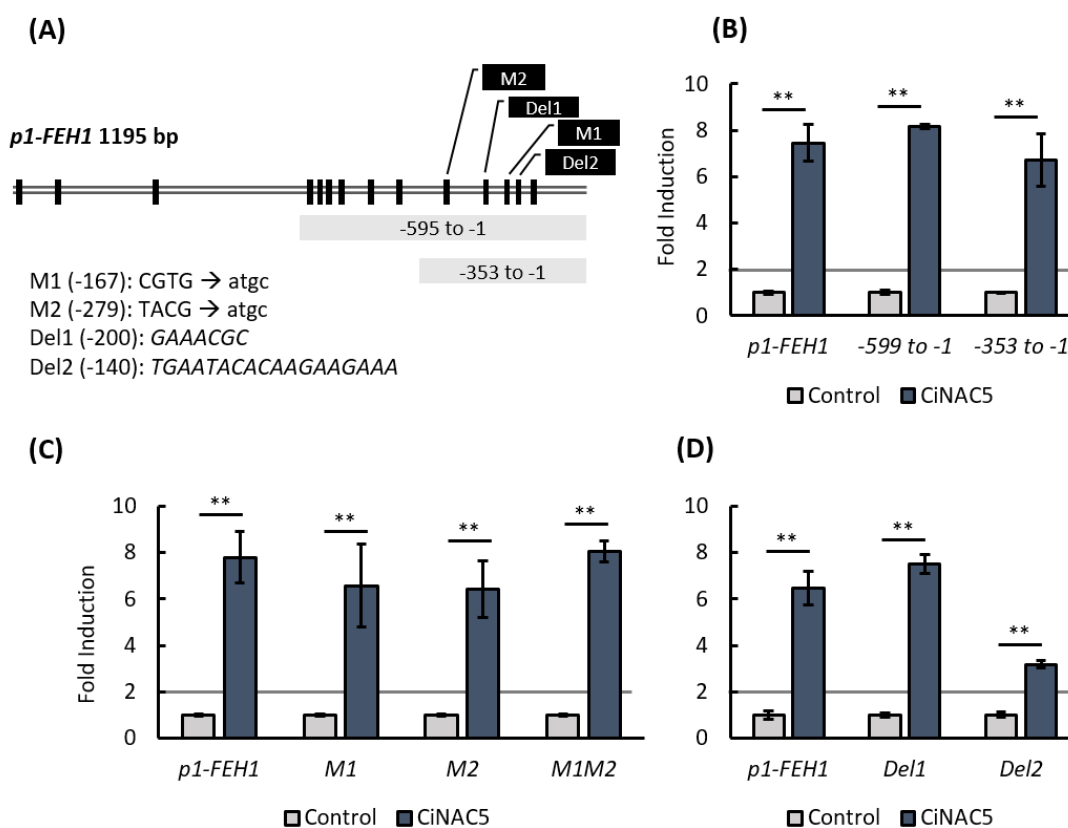 (A)
M2
Del1
M1
Del2
p1-FEH1 1195 bp
-595 to -1
-353 to -1
M1 (-167): CGTG → atgc
M2 (-279): TACG → atgc
Del1 (-200): GAAACGC
Del2 (-140): TGAATACACAAGAAGAAA
(B)
Fold Induction
10
8
6
4
2
0
** ** **
p1-FEH1 -599 to -1 -353 to -1
Control CiNAC5
(C)
Fold Induction
10
8
6
4
2
0
** ** ** **
p1-FEH1 M1 M2 M1M2
Control CiNAC5
(D)
10
8
6
4
2
0
** ** **
p1-FEH1 Del1 Del2
Control CiNAC5